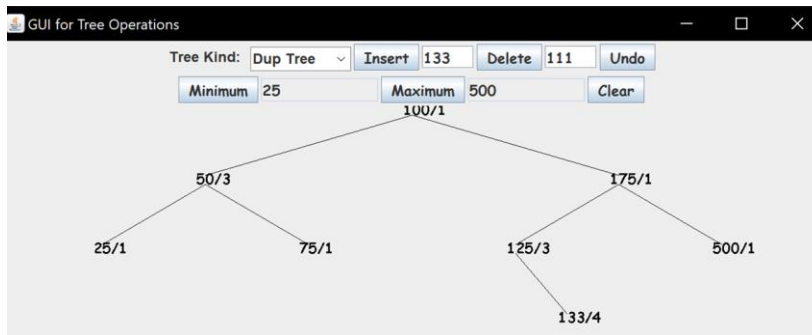 GUI for Tree Operations
Tree Kind: Dup Tree Insert 133 Delete 111 Undo
Minimum 25 Maximum 500 Clear
100/1
50/3 175/1
25/1 75/1 125/3 500/1
133/4